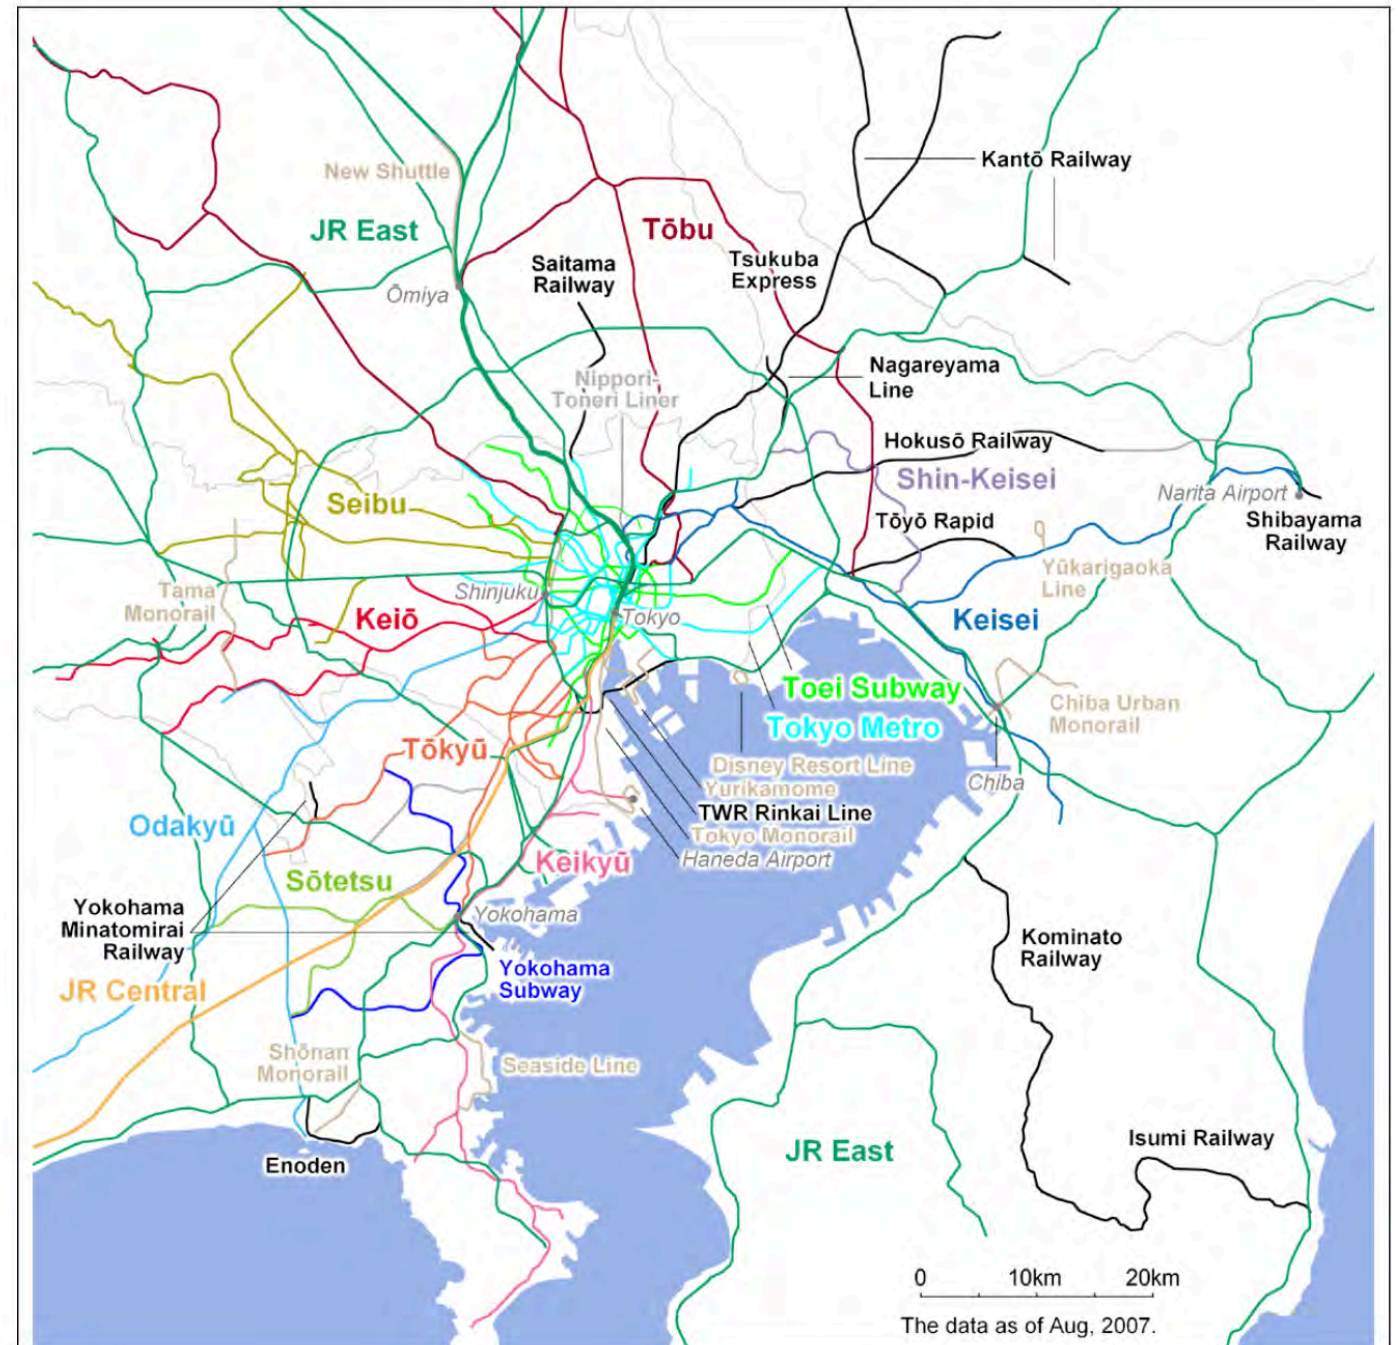 Kantō Railway
New Shuttle
JR East
Tōbu
Saitama
Railway
Tsukuba
Express
Ōmiya
Nagareyama
Line
Nippori-
Toneri Liner
Hokusō Railway
Shin-Keisei
Seibu
Narita Airport
Shibayama
Railway
Tōyō Rapid
Yūkarigaoka
Line
Tama
Monorail
Shinjuku
Keiō
Tokyo
Keisei
Toei Subway
Tokyo Metro
Chiba Urban
Monorail
Tōkyū
Disney Resort Line
Yurikamome
TWR Rinkai Line
Tokyo Monorail
Haneda Airport
Chiba
Odakyū
Keikyū
Sōtetsu
Yokohama
Minatomirai
Railway
Yokohama
JR Central
Yokohama
Subway
Kominato
Railway
Shōnan
Monorail
Seaside Line
Enoden
JR East
Isumi Railway
0 10km 20km
The data as of Aug, 2007.